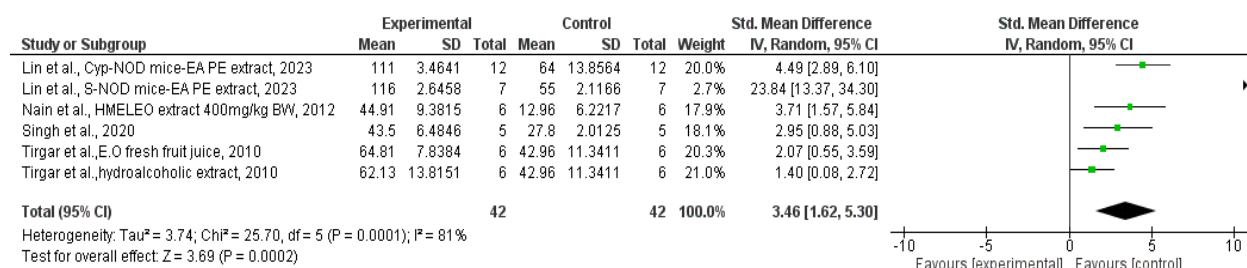 Experimental Control Std. Mean Difference Std. Mean Difference
Study or Subgroup Mean SD Total Mean SD Total Weight IV, Random, 95% CI IV, Random, 95% CI
Lin et al., Cyp-NOD mice-EA PE extract, 2023 111 3.4641 12 64 13.8564 12 20.0% 4.49 [2.89, 6.10]
Lin et al., S-NOD mice-EA PE extract, 2023 116 2.6458 7 55 2.1166 7 2.7% 23.84 [13.37, 34.30]
Nain et al., HMELEO extract 400mg/kg BW, 2012 44.91 9.3815 6 12.96 6.2217 6 17.9% 3.71 [1.57, 5.84]
Singh et al., 2020 43.5 6.4846 5 27.8 2.0125 5 18.1% 2.95 [0.88, 5.03]
Tirgar et al.,E.O fresh fruit juice, 2010 64.81 7.8384 6 42.96 11.3411 6 20.3% 2.07 [0.55, 3.59]
Tirgar et al.,hydroalcoholic extract, 2010 62.13 13.8151 6 42.96 11.3411 6 21.0% 1.40 [0.08, 2.72]
Total (95% CI) 42 42 100.0% 3.46 [1.62, 5.30]
Heterogeneity: Tau² = 3.74; Chi² = 25.70, df = 5 (P = 0.0001); I² = 81%
Test for overall effect: Z = 3.69 (P = 0.0002)
-10 -5 0 5 10
Favours [experimental] Favours [control]